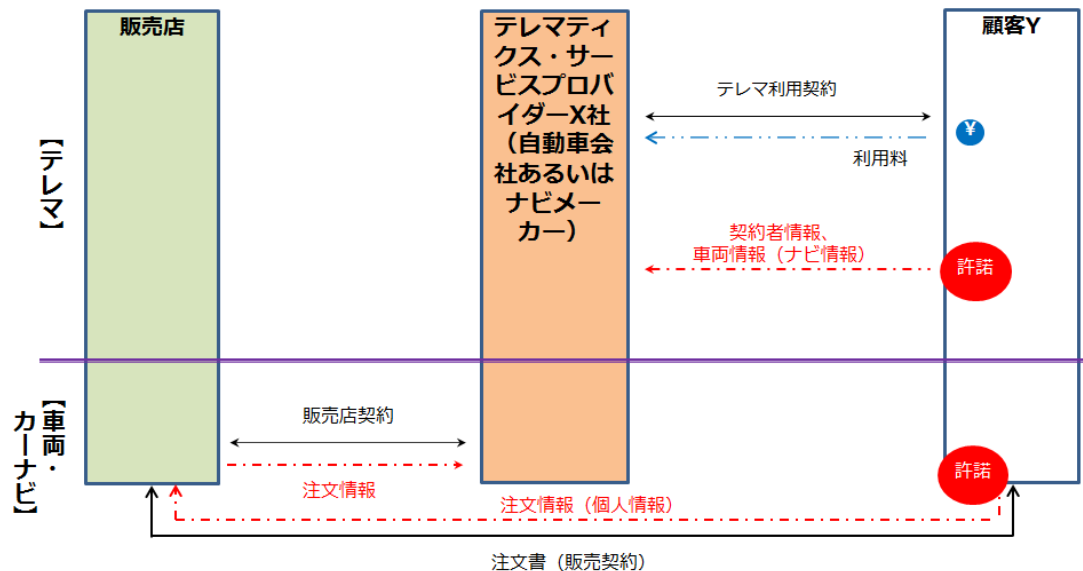 販売店
テレマティ
クス・サー
ビスプロバ
イダーX社
（自動車会
社あるいは
ナビメー
カー）
顧客Y
【テレマ】
テレマ利用契約
¥
利用料
契約者情報、
車両情報（ナビ情報）
許諾
【車両・
カーナビ】
販売店契約
注文情報
許諾
注文情報（個人情報）
注文書（販売契約）